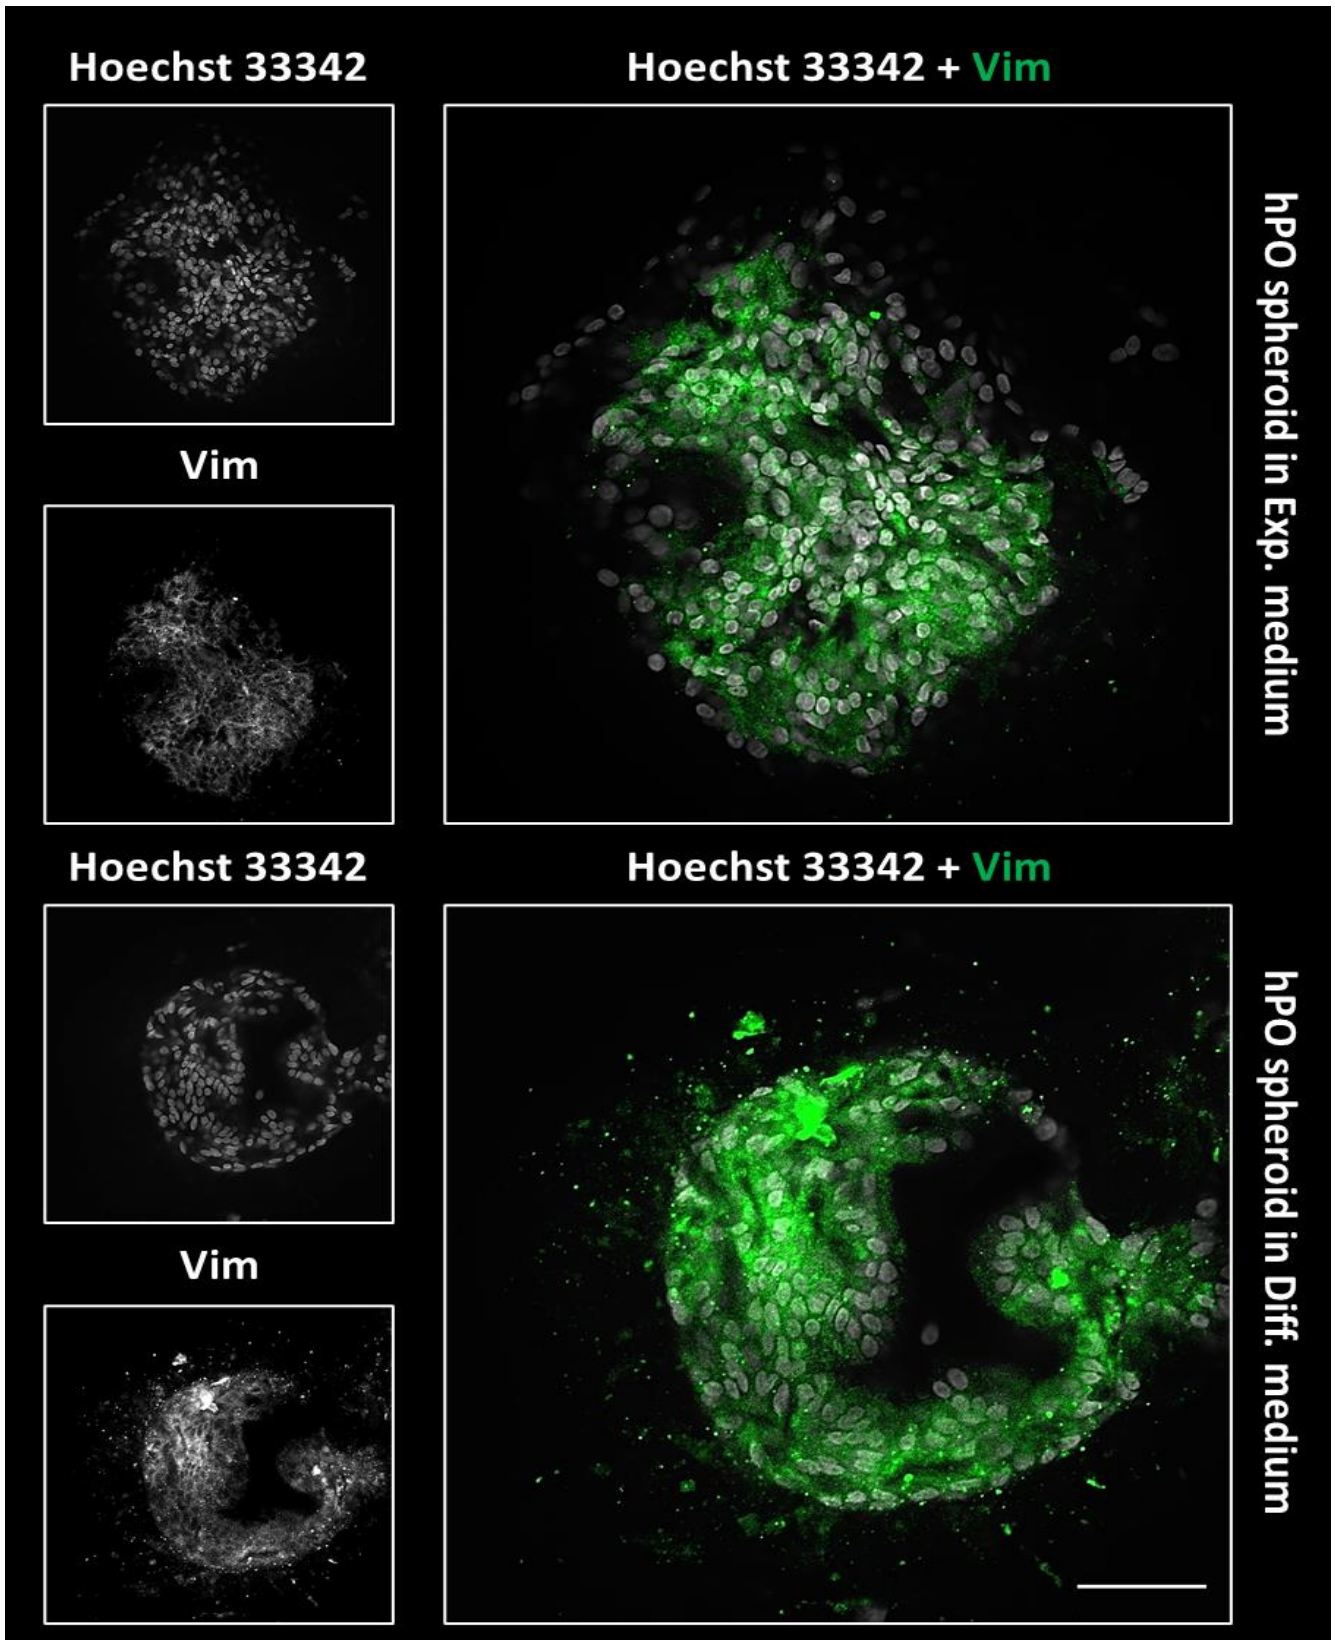 Hoechst 33342
Hoechst 33342 + Vim
Vim
hPO spheroid in Exp. medium
Hoechst 33342
Hoechst 33342 + Vim
Vim
hPO spheroid in Diff. medium